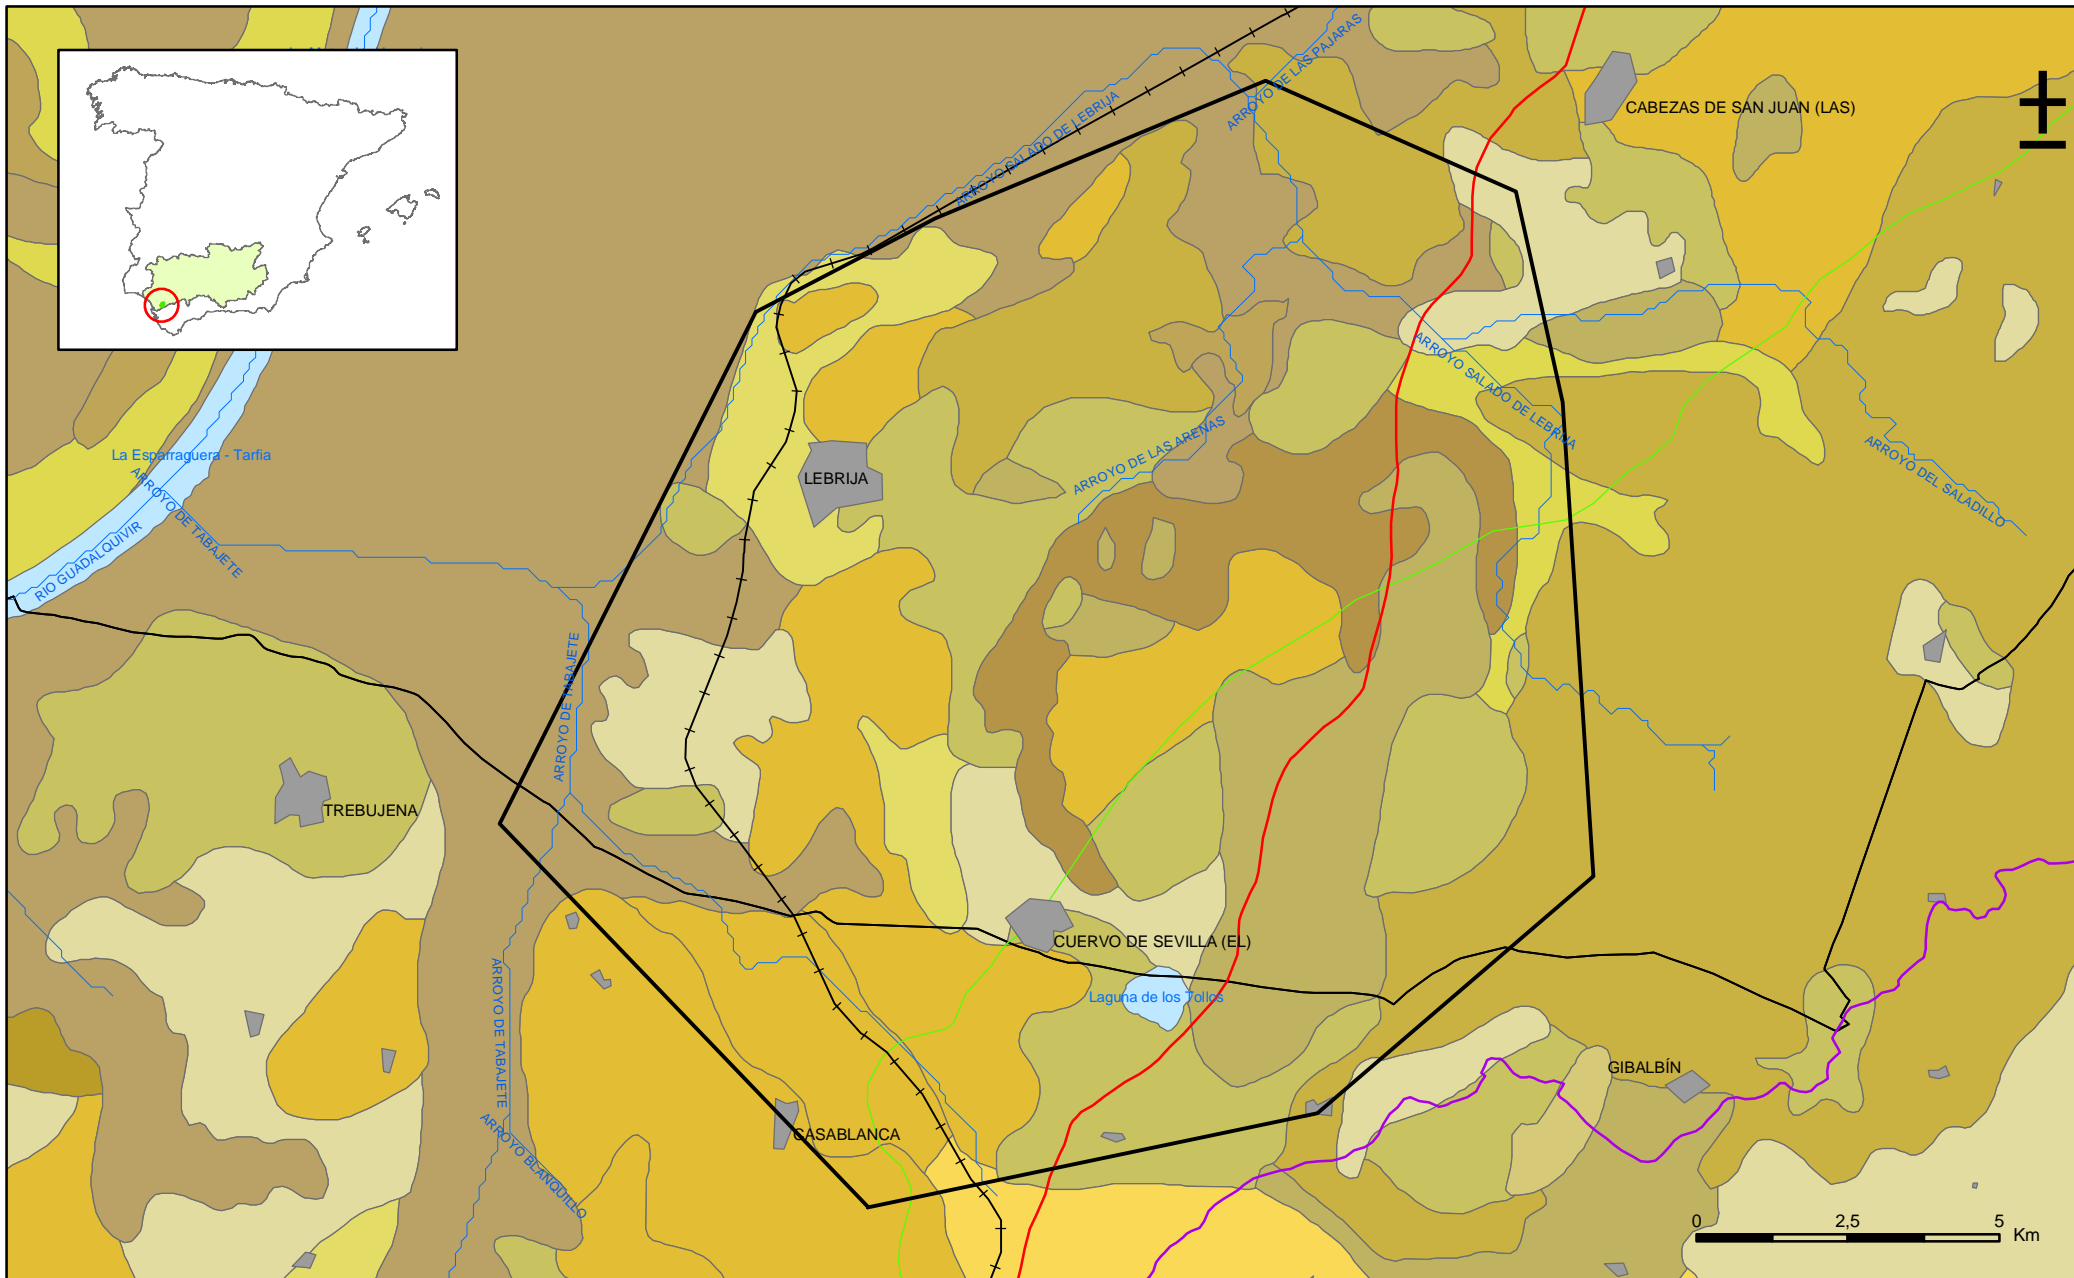 ARROYO DE LAS PAJARAS
CABEZAS DE SAN JUAN (LAS)
ARROYO SALADO DE LEBRIJA
ARROYO SALADO DE LEBRIJA
La Esparraguera - Tarfia
ARROYO DE TABAJETE
RIO GUADALQUIVIR
LEBRIJA
ARROYO DE LAS ARENAS
ARROYO DEL SALADILLO
ARROYO DE TABAJETE
TREBUJENA
CUERVO DE SEVILLA (EL)
Laguna de los Tollos
ARROYO DE TABAJETE
GIBALBÍN
CASABLANCA
ARROYO BLANQUILLO
0 2,5 5
Km